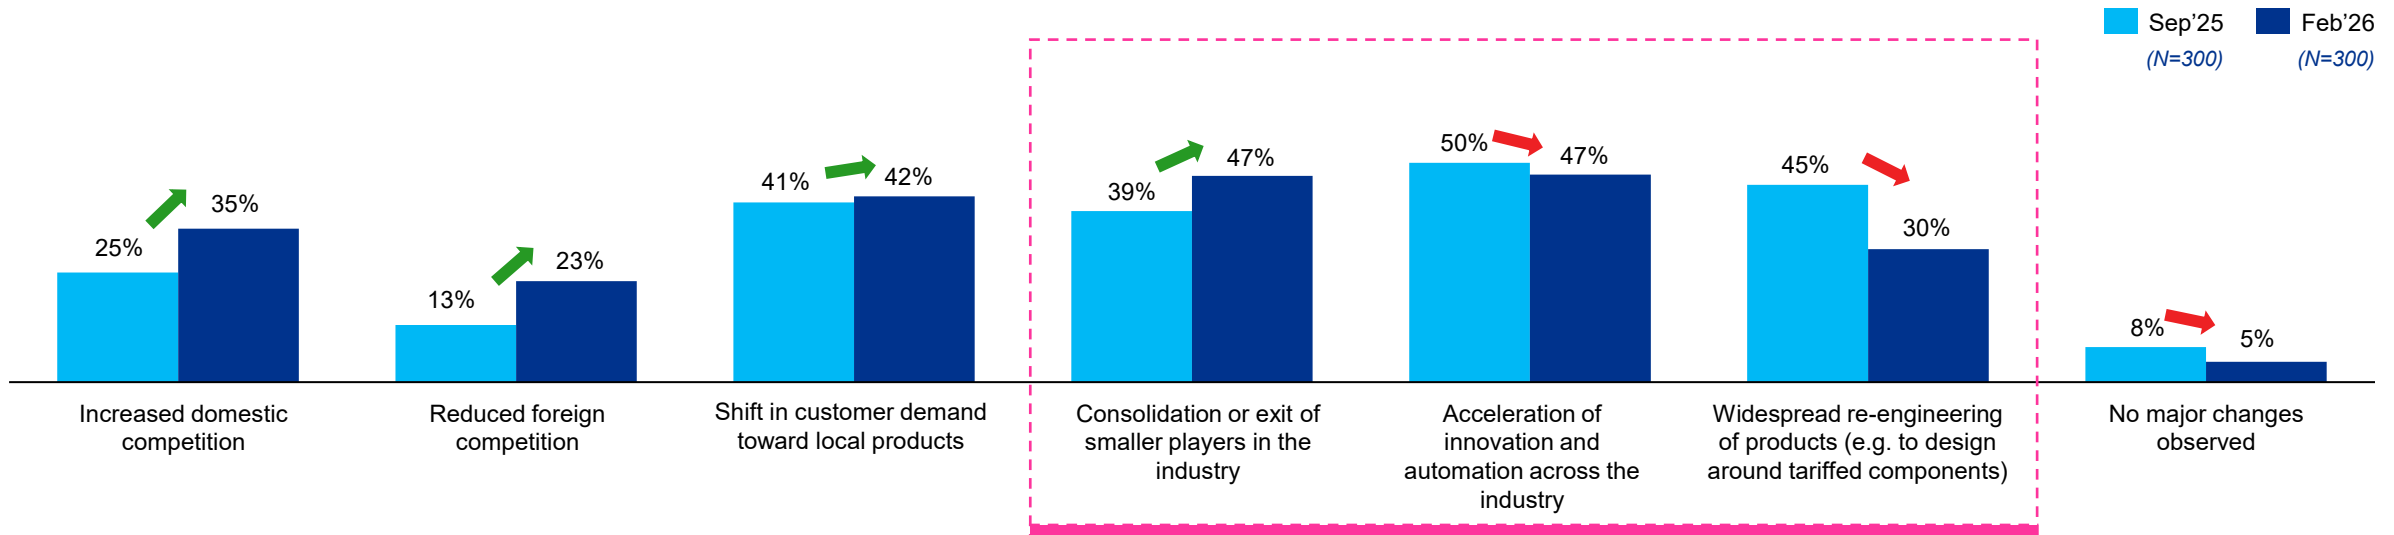 Sep’25
Feb’26
(N=300)
(N=300)
25%
35%
13%
23%
41%
42%
39%
47%
50%
47%
45%
30%
8%
5%
Increased domestic
competition
Reduced foreign
competition
Shift in customer demand
toward local products
Consolidation or exit of
smaller players in the
industry
Acceleration of
innovation and
automation across the
industry
Widespread re-engineering
of products (e.g. to design
around tariffed components)
No major changes
observed